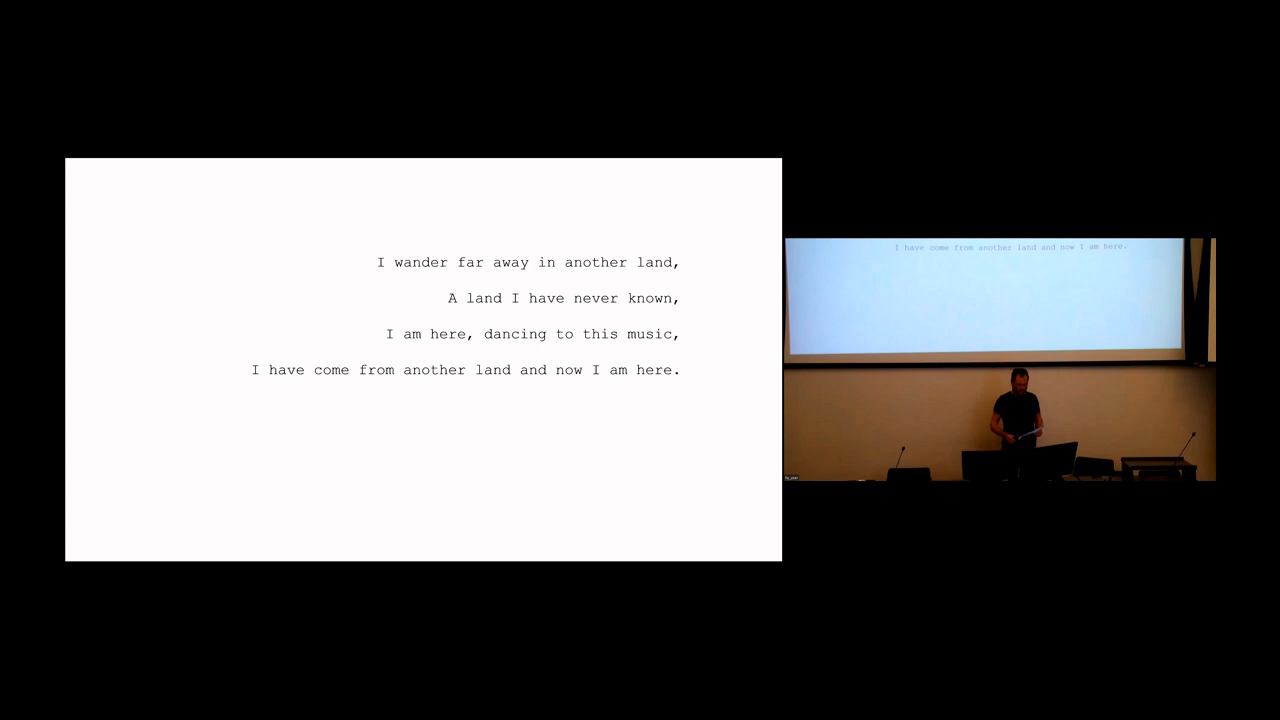 I wander far away in another land,
A land I have never known,
I am here, dancing to this music,
I have come from another land and now I am here.
I have come from another land and now I am here.